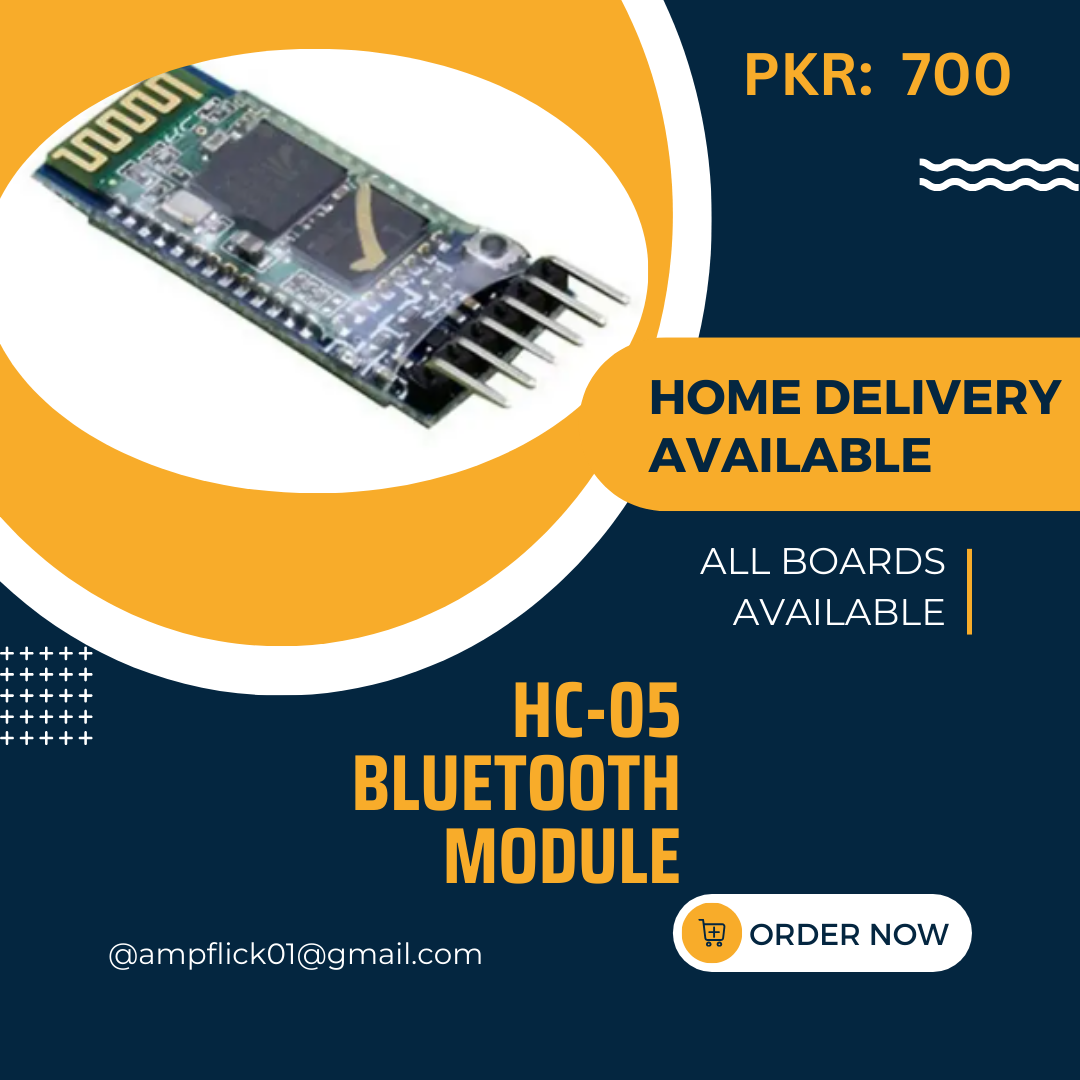 PKR: 700
HOME DELIVERY
AVAILABLE
ALL BOARDS
AVAILABLE
HC-05
BLUETOOTH
MODULE
ORDER NOW
@ampflick01@gmail.com